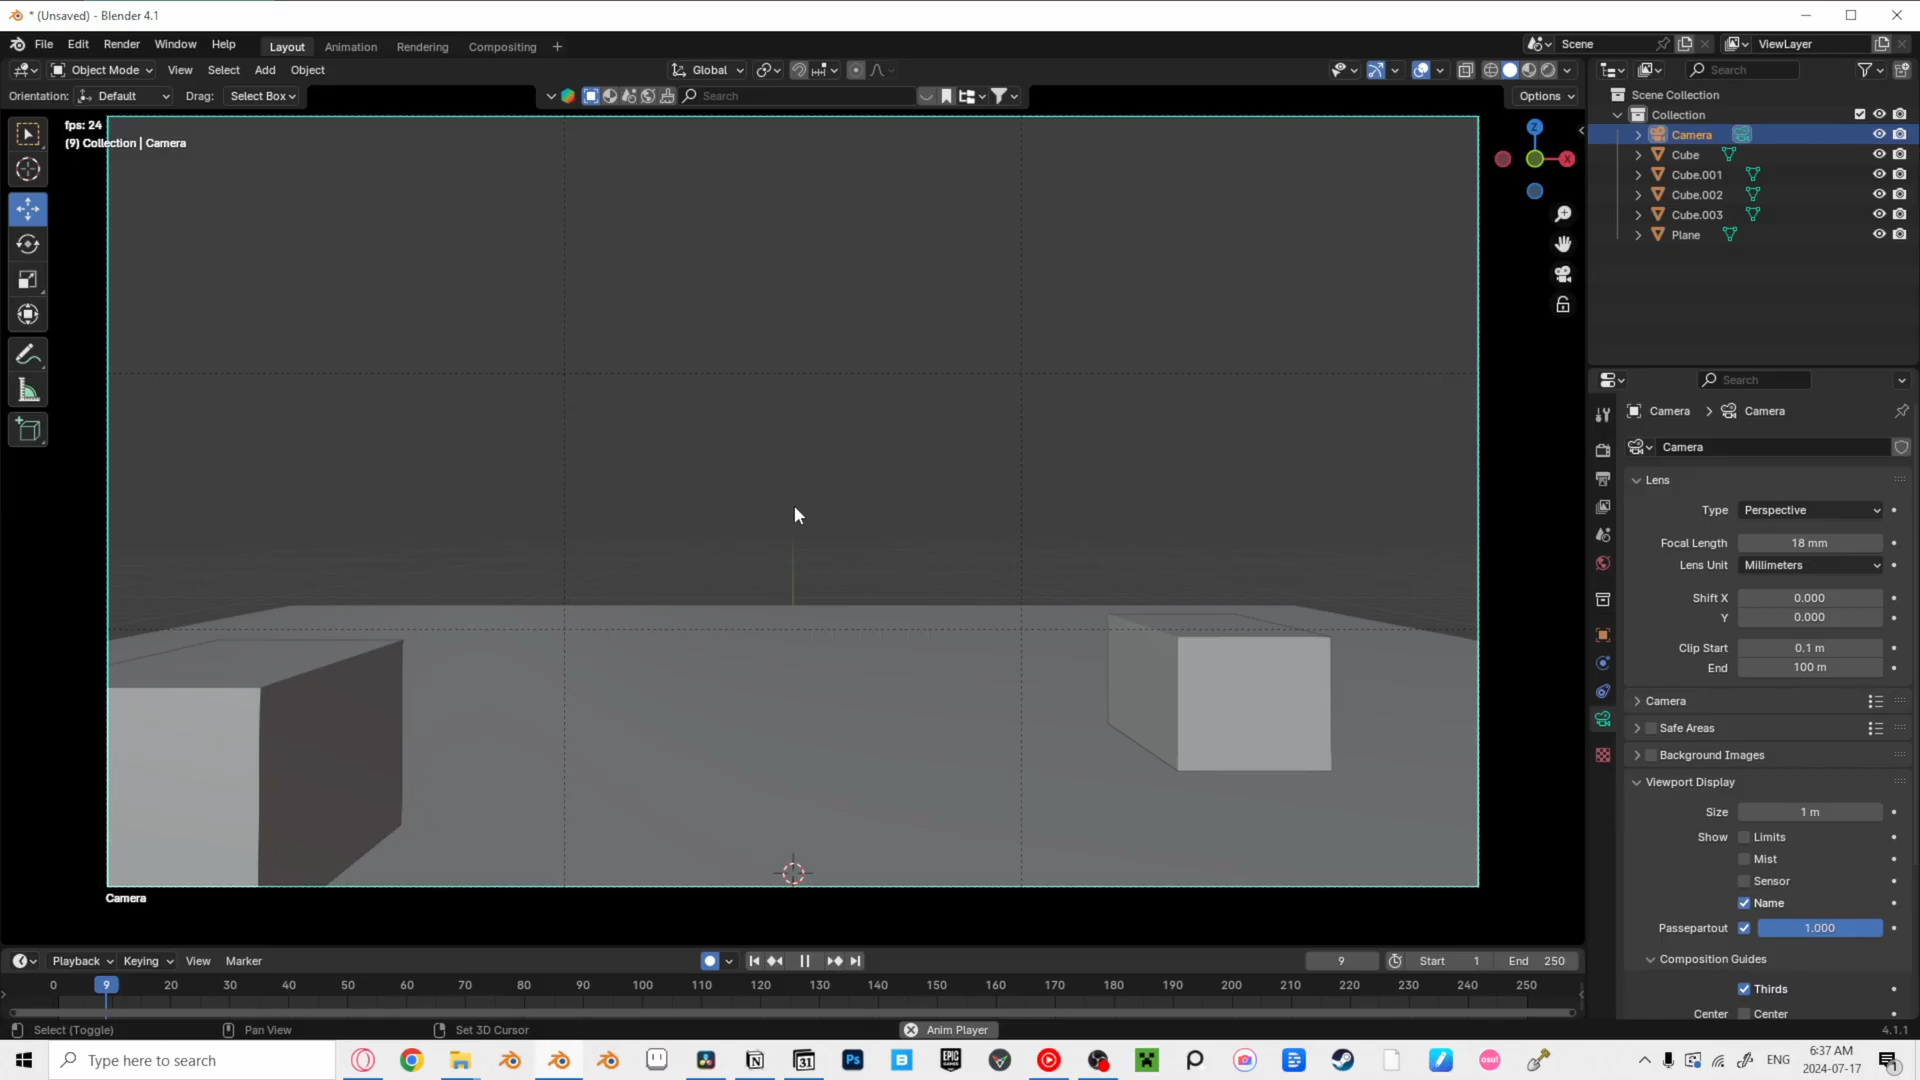 * (Unsaved) - Blender 4.1
File Edit Render Window Help Layout Animation Rendering Compositing + Scene ViewLayer
Object Mode View Select Add Object Global Search
Orientation: Default Drag: Select Box Search Options
Scene Collection
Collection
Camera
Cube
Cube.001
Cube.002
Cube.003
Plane
fps: 24
(9) Collection | Camera
Z
X
Camera
Search
Camera > Camera
Camera
Lens
Type Perspective
Focal Length 18 mm
Lens Unit Millimeters
Shift X 0.000
Y 0.000
Clip Start 0.1 m
End 100 m
Camera
Safe Areas
Background Images
Viewport Display
Size 1 m
Show Limits
Mist
Sensor
Name
Passepartout 1.000
Composition Guides
Thirds
Center Center
Playback Keying View Marker 9 Start 1 End 250
0 9 20 30 40 50 60 70 80 90 100 110 120 130 140 150 160 170 180 190 200 210 220 230 240 250
Select (Toggle) Pan View Set 3D Cursor Anim Player 4.1.1
Type here to search
31
Ps
B
EPIC GAMES
osu!
ENG
6:37 AM
2024-07-17
1